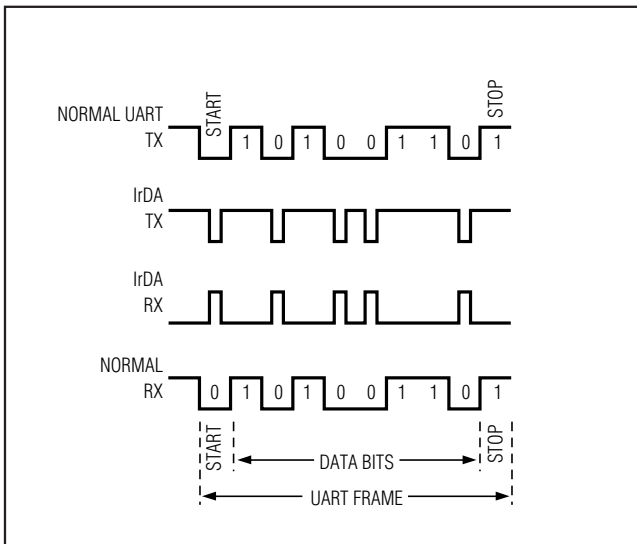 NORMAL UART
TX
START
1 0 1 0 0 1 1 0 1
STOP
IrDA
TX
IrDA
RX
NORMAL
RX
0 1 0 1 0 0 1 1 0 1
START
DATA BITS
STOP
UART FRAME